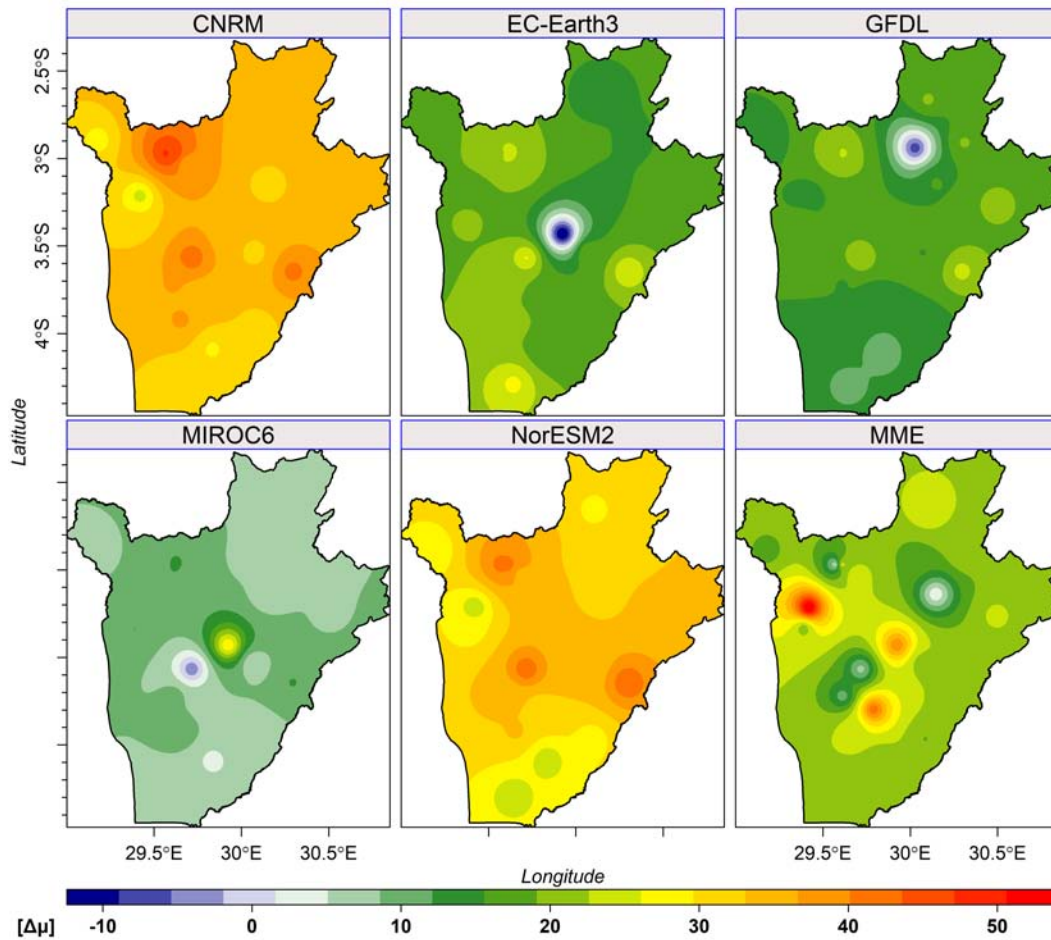 CNRM EC-Earth3 GFDL
2.5°S
3°S
3.5°S
4°S
Latitude
MIROC6 NorESM2 MME
29.5°E 30°E 30.5°E 29.5°E 30°E 30.5°E
Longitude
[Δμ] -10 0 10 20 30 40 50